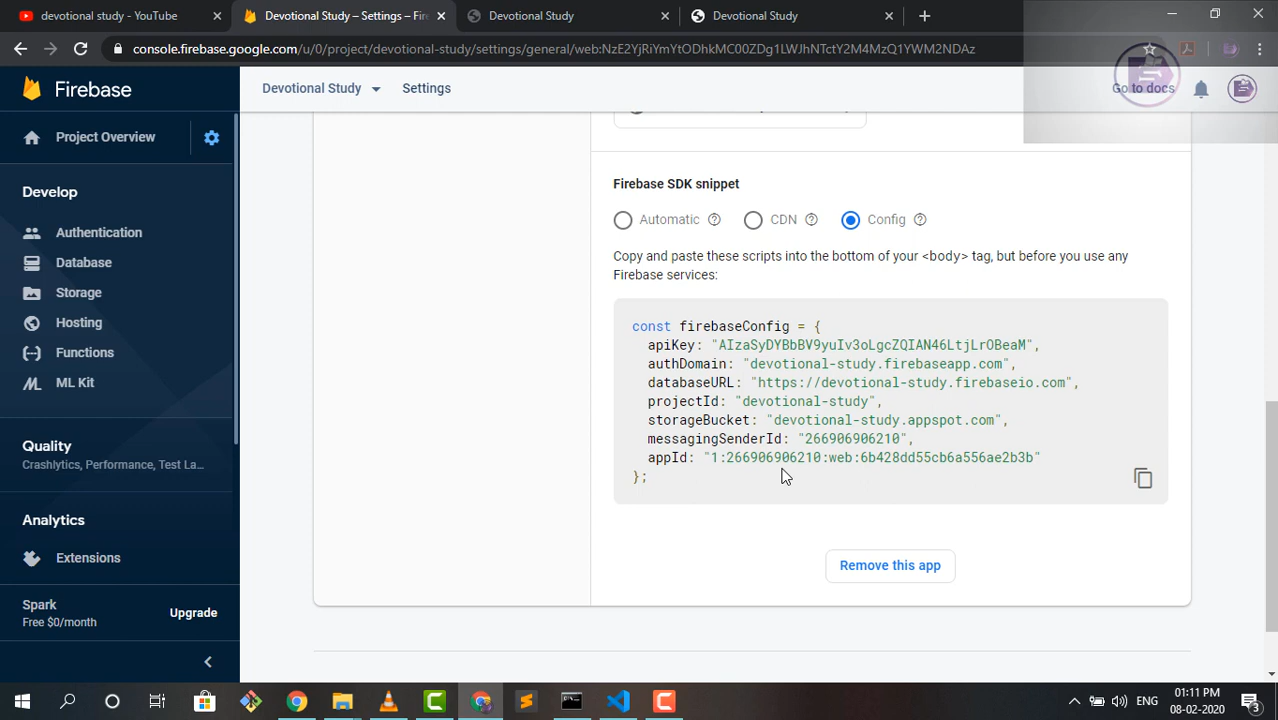 devotional study - YouTube
Devotional Study – Settings – Fire
Devotional Study
Devotional Study
console.firebase.google.com/u/0/project/devotional-study/settings/general/web:NzE2YjRiYmYtODhkMC00ZDg1LWJhNTctY2M4MzQ1YWM2NDAz
Firebase
Devotional Study
Settings
Go to docs
Project Overview
Develop
Authentication
Database
Storage
Hosting
Functions
ML Kit
Quality
Crashlytics, Performance, Test La...
Analytics
Extensions
Spark
Free $0/month
Upgrade
Firebase SDK snippet
Automatic
CDN
Config
Copy and paste these scripts into the bottom of your <body> tag, but before you use any
Firebase services:
const firebaseConfig = {
apiKey: "AIzaSyDYBbBV9yuIv3oLgcZQIAN46LtjLrOBeaM",
authDomain: "devotional-study.firebaseapp.com",
databaseURL: "https://devotional-study.firebaseio.com",
projectId: "devotional-study",
storageBucket: "devotional-study.appspot.com",
messagingSenderId: "266906906210",
appId: "1:266906906210:web:6b428dd55cb6a556ae2b3b"
};
Remove this app
ENG
01:11 PM
08-02-2020
3